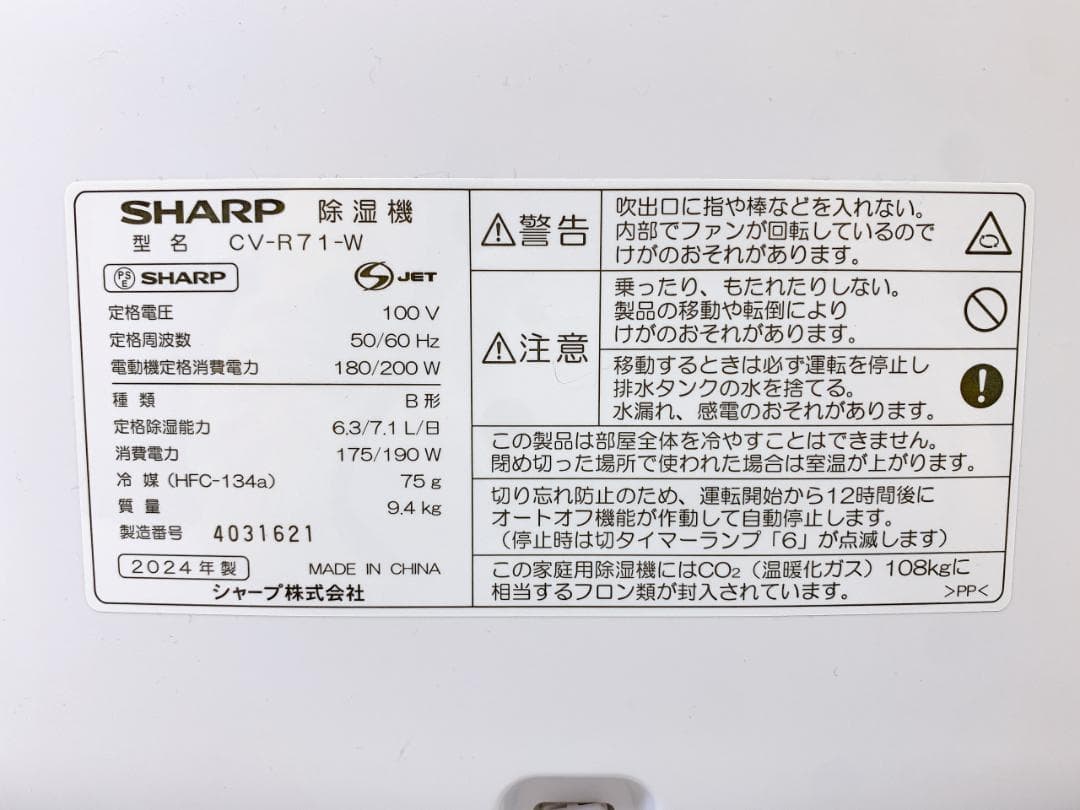 SHARP 除湿機
型名 CV-R71-W
PSE SHARP
S JET
定格電圧 100 V
定格周波数 50/60 Hz
電動機定格消費電力 180/200 W
種類 B形
定格除湿能力 6.3/7.1 L/日
消費電力 175/190 W
冷媒 (HFC-134a) 75 g
質量 9.4 kg
製造番号 4031621
2024年製 MADE IN CHINA
シャープ株式会社
⚠警告
吹出口に指や棒などを入れない。
内部でファンが回転しているので
けがのおそれがあります。
⚠注意
乗ったり、もたれたりしない。
製品の移動や転倒により
けがのおそれがあります。
移動するときは必ず運転を停止し
排水タンクの水を捨てる。
水漏れ、感電のおそれがあります。
この製品は部屋全体を冷やすことはできません。
閉め切った場所で使われた場合は室温が上がります。
切り忘れ防止のため、運転開始から12時間後に
オートオフ機能が作動して自動停止します。
(停止時は切タイマーランプ「6」が点滅します)
この家庭用除湿機にはCO₂(温暖化ガス)108kgに
相当するフロン類が封入されています。
>PP<